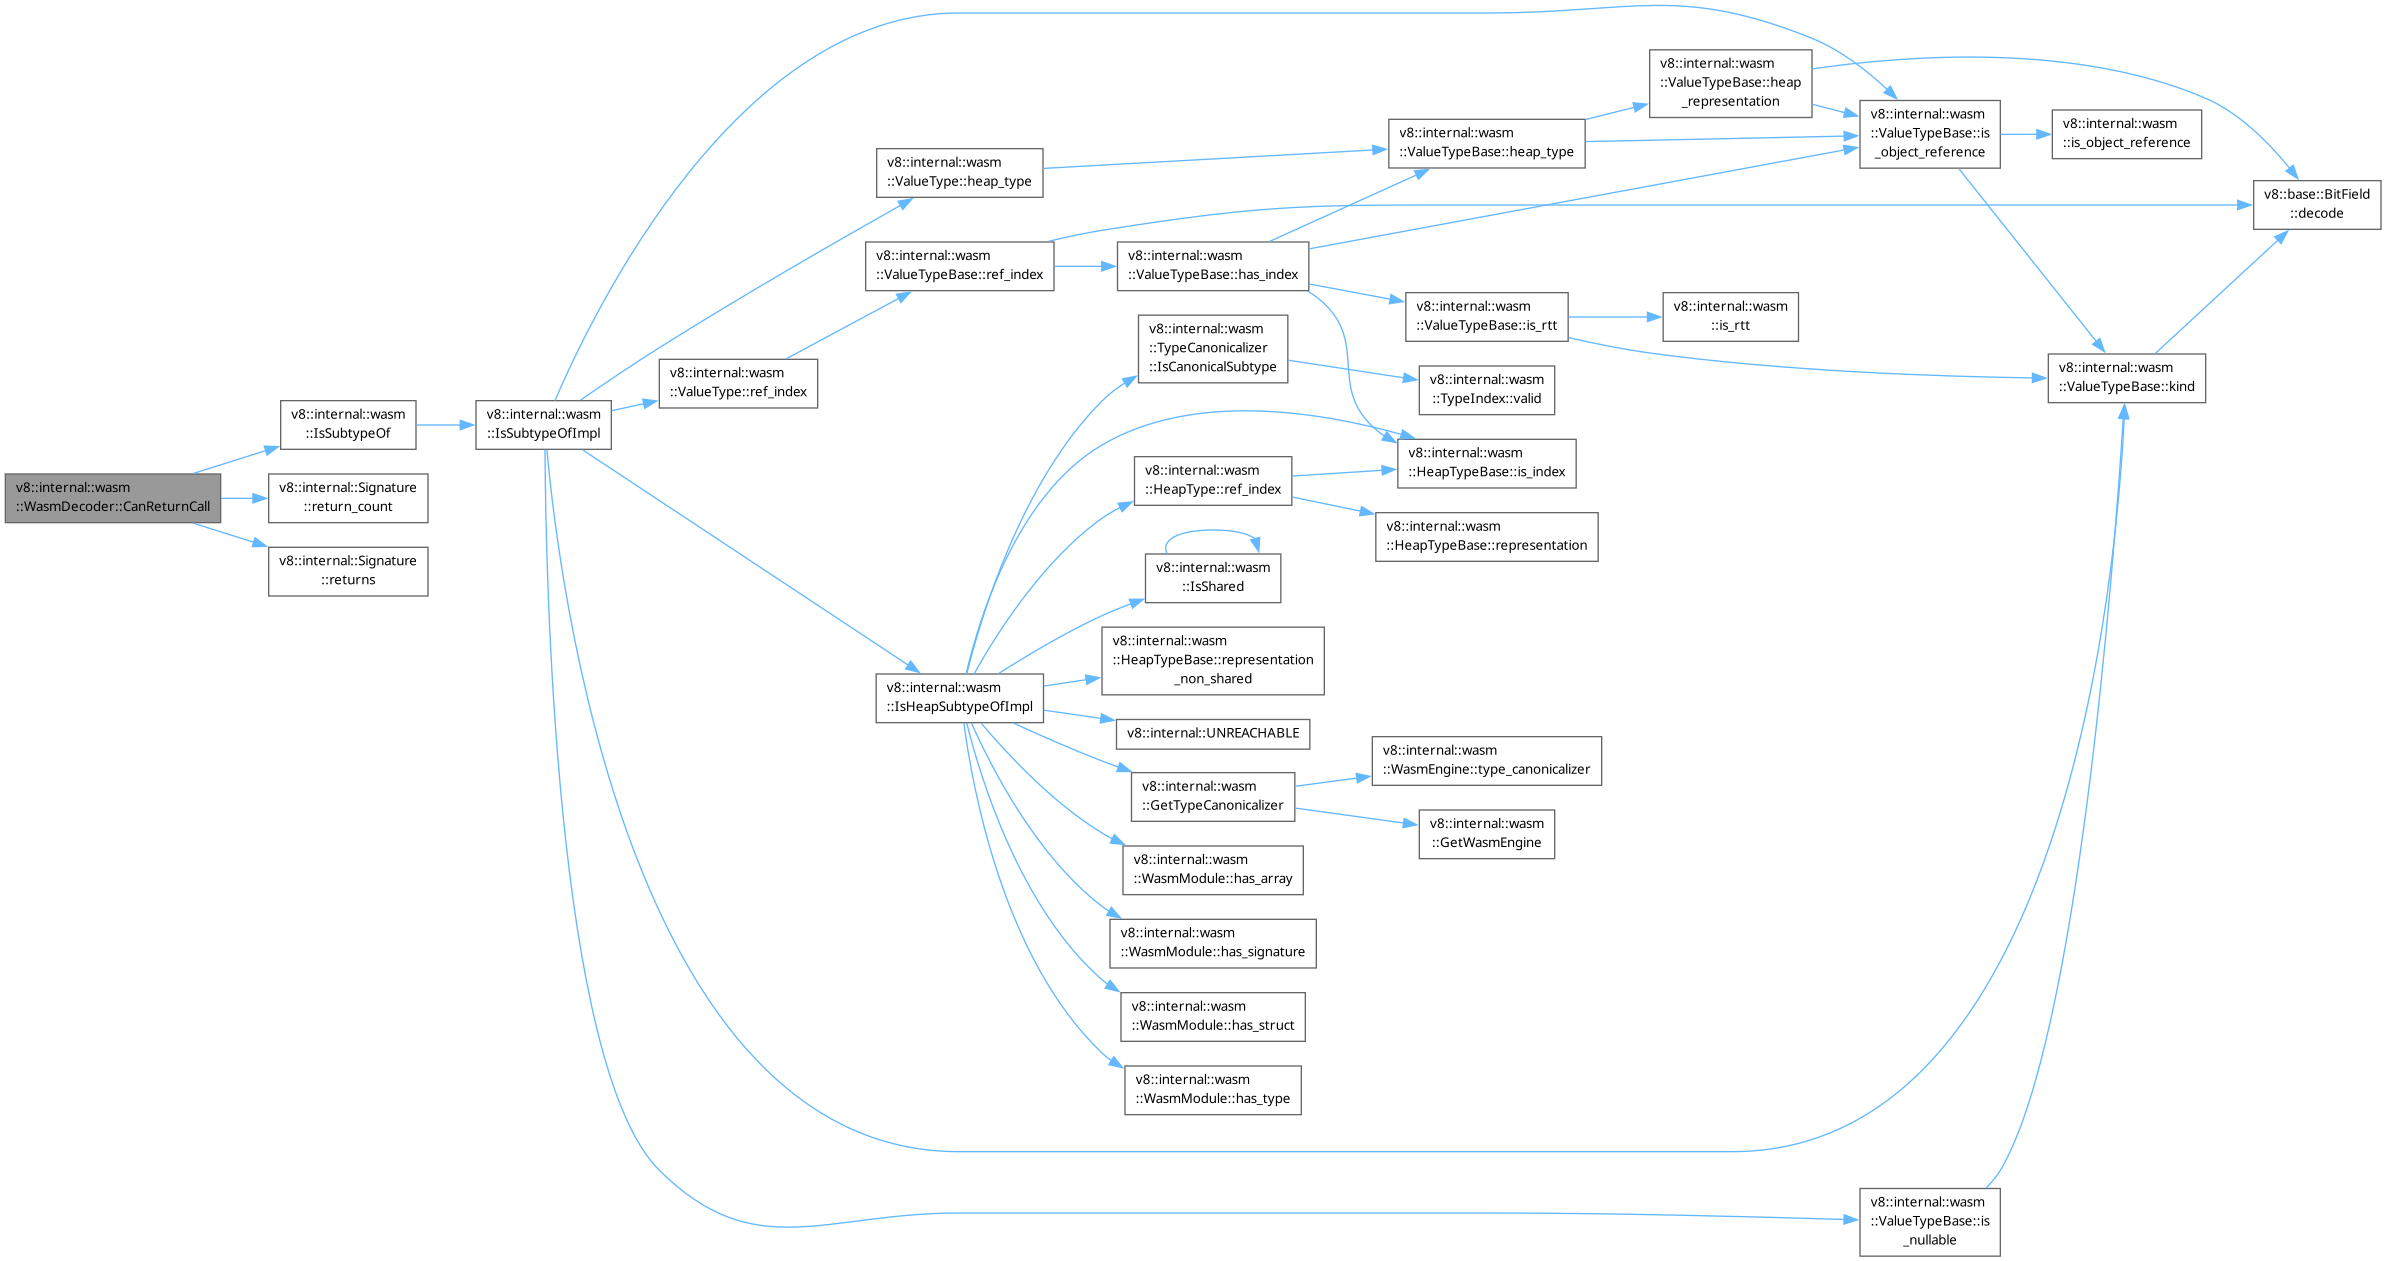 v8::internal::wasm
::WasmDecoder::CanReturnCall
v8::internal::wasm
::IsSubtypeOf
v8::internal::Signature
::return_count
v8::internal::Signature
::returns
v8::internal::wasm
::IsSubtypeOfImpl
v8::internal::wasm
::ValueType::ref_index
v8::internal::wasm
::ValueType::heap_type
v8::internal::wasm
::ValueTypeBase::ref_index
v8::internal::wasm
::IsHeapSubtypeOfImpl
v8::internal::wasm
::ValueTypeBase::has_index
v8::internal::wasm
::TypeCanonicalizer
::IsCanonicalSubtype
v8::internal::wasm
::HeapType::ref_index
v8::internal::wasm
::IsShared
v8::internal::wasm
::HeapTypeBase::representation
_non_shared
v8::internal::UNREACHABLE
v8::internal::wasm
::GetTypeCanonicalizer
v8::internal::wasm
::WasmModule::has_array
v8::internal::wasm
::WasmModule::has_signature
v8::internal::wasm
::WasmModule::has_struct
v8::internal::wasm
::WasmModule::has_type
v8::internal::wasm
::ValueTypeBase::heap_type
v8::internal::wasm
::ValueTypeBase::is_rtt
v8::internal::wasm
::TypeIndex::valid
v8::internal::wasm
::HeapTypeBase::is_index
v8::internal::wasm
::HeapTypeBase::representation
v8::internal::wasm
::WasmEngine::type_canonicalizer
v8::internal::wasm
::GetWasmEngine
v8::internal::wasm
::ValueTypeBase::heap
_representation
v8::internal::wasm
::is_rtt
v8::internal::wasm
::ValueTypeBase::is
_object_reference
v8::internal::wasm
::ValueTypeBase::is
_nullable
v8::internal::wasm
::is_object_reference
v8::internal::wasm
::ValueTypeBase::kind
v8::base::BitField
::decode